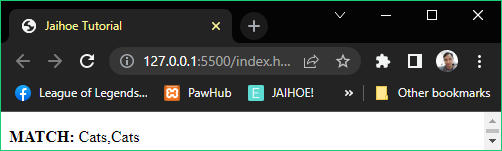 Jaihoe Tutorial
127.0.0.1:5500/index.h...
League of Legends... PawHub E JAIHOE! Other bookmarks
MATCH: Cats,Cats